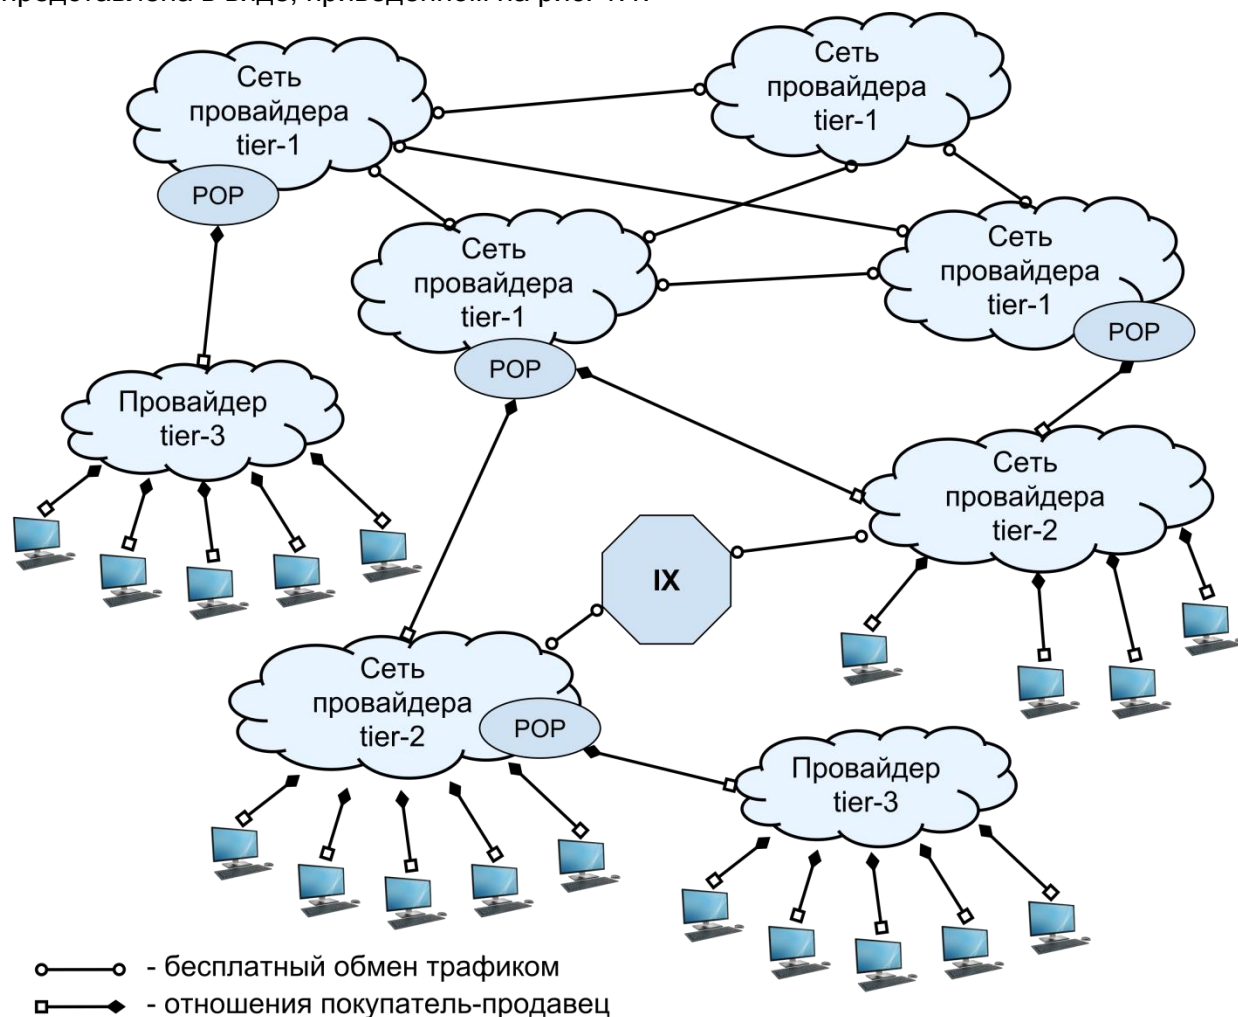 представлена в виде, приведенном на рис. 1.4.
Сеть
провайдера
tier-1
POP
Сеть
провайдера
tier-1
Сеть
провайдера
tier-1
POP
Сеть
провайдера
tier-1
POP
Провайдер
tier-3
Сеть
провайдера
tier-2
IX
Сеть
провайдера
tier-2
POP
Провайдер
tier-3
- бесплатный обмен трафиком
- отношения покупатель-продавец